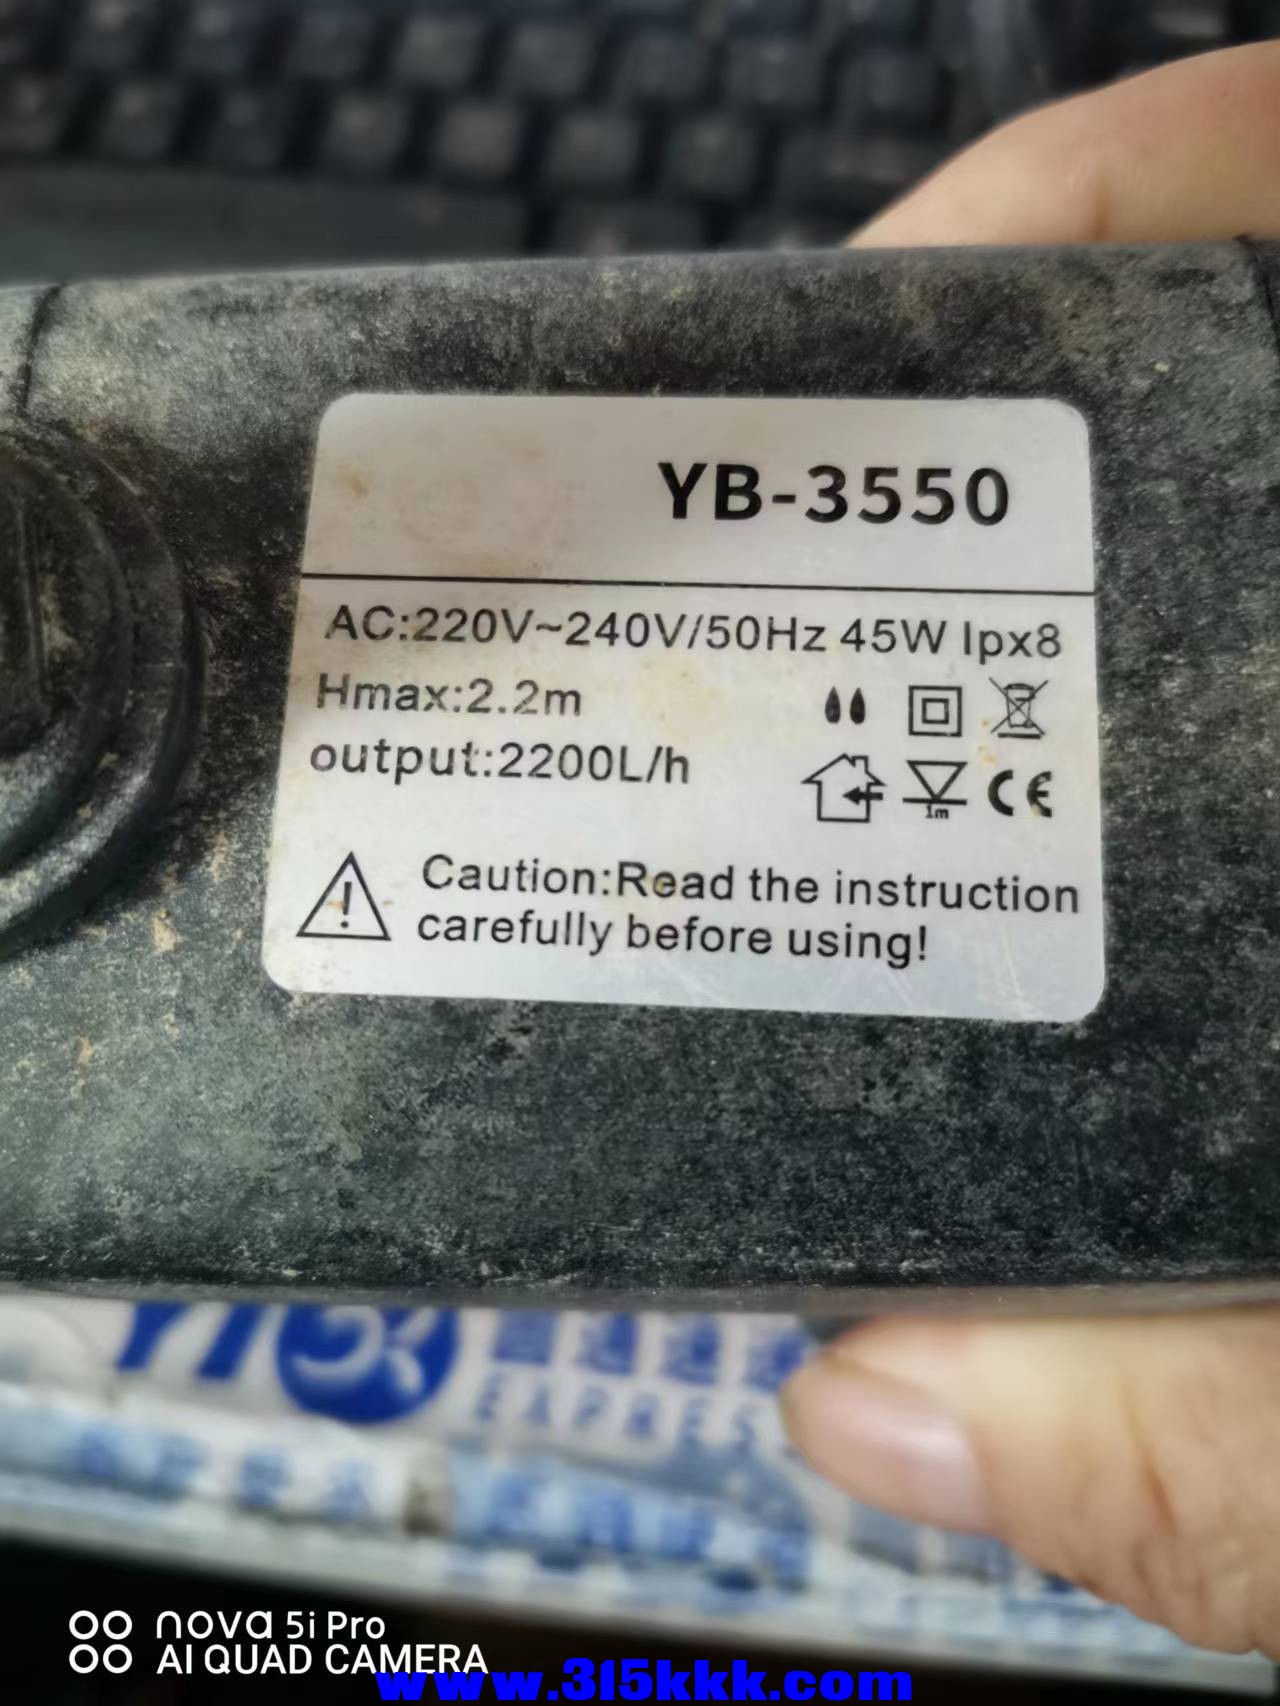 YB-3550
AC:220V~240V/50Hz 45W Ipx8
Hmax:2.2m
output:2200L/h
1m
CE
Caution:Read the instruction
carefully before using!
nova 5i Pro
AI QUAD CAMERA
www.315kkk.com